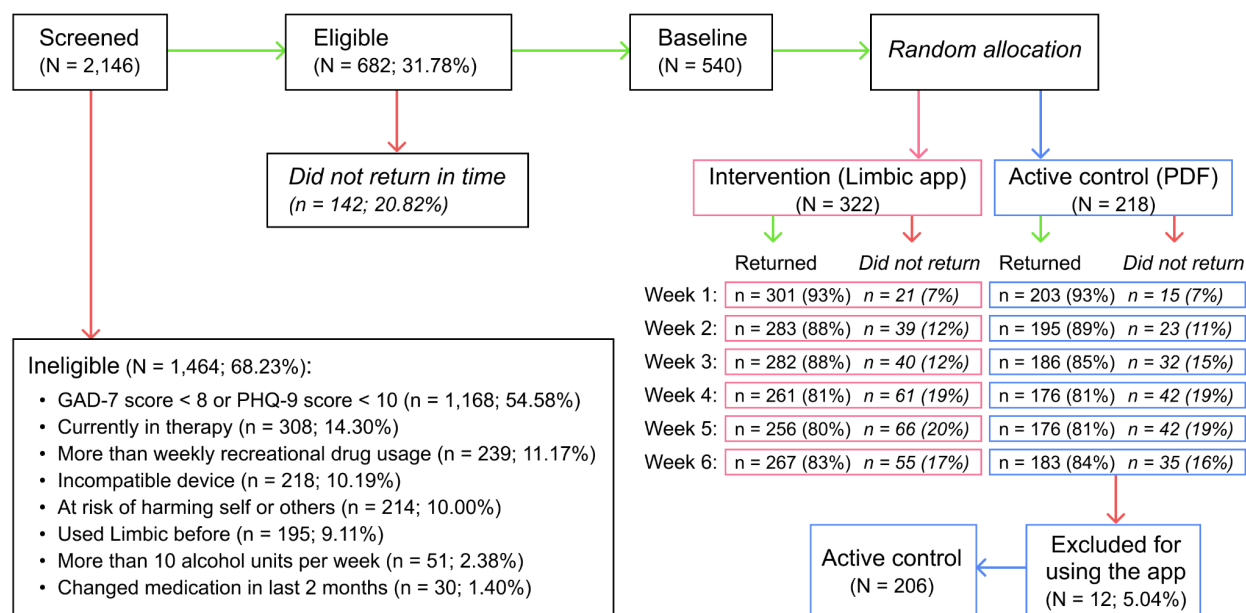 Screened
(N = 2,146)
Eligible
(N = 682; 31.78%)
Baseline
(N = 540)
Random allocation
Did not return in time
(n = 142; 20.82%)
Intervention (Limbic app)
(N = 322)
Active control (PDF)
(N = 218)
Returned Did not return Returned Did not return
Week 1: n = 301 (93%) n = 21 (7%) n = 203 (93%) n = 15 (7%)
Week 2: n = 283 (88%) n = 39 (12%) n = 195 (89%) n = 23 (11%)
Week 3: n = 282 (88%) n = 40 (12%) n = 186 (85%) n = 32 (15%)
Week 4: n = 261 (81%) n = 61 (19%) n = 176 (81%) n = 42 (19%)
Week 5: n = 256 (80%) n = 66 (20%) n = 176 (81%) n = 42 (19%)
Week 6: n = 267 (83%) n = 55 (17%) n = 183 (84%) n = 35 (16%)
Ineligible (N = 1,464; 68.23%):
• GAD-7 score < 8 or PHQ-9 score < 10 (n = 1,168; 54.58%)
• Currently in therapy (n = 308; 14.30%)
• More than weekly recreational drug usage (n = 239; 11.17%)
• Incompatible device (n = 218; 10.19%)
• At risk of harming self or others (n = 214; 10.00%)
• Used Limbic before (n = 195; 9.11%)
• More than 10 alcohol units per week (n = 51; 2.38%)
• Changed medication in last 2 months (n = 30; 1.40%)
Active control
(N = 206)
Excluded for
using the app
(N = 12; 5.04%)